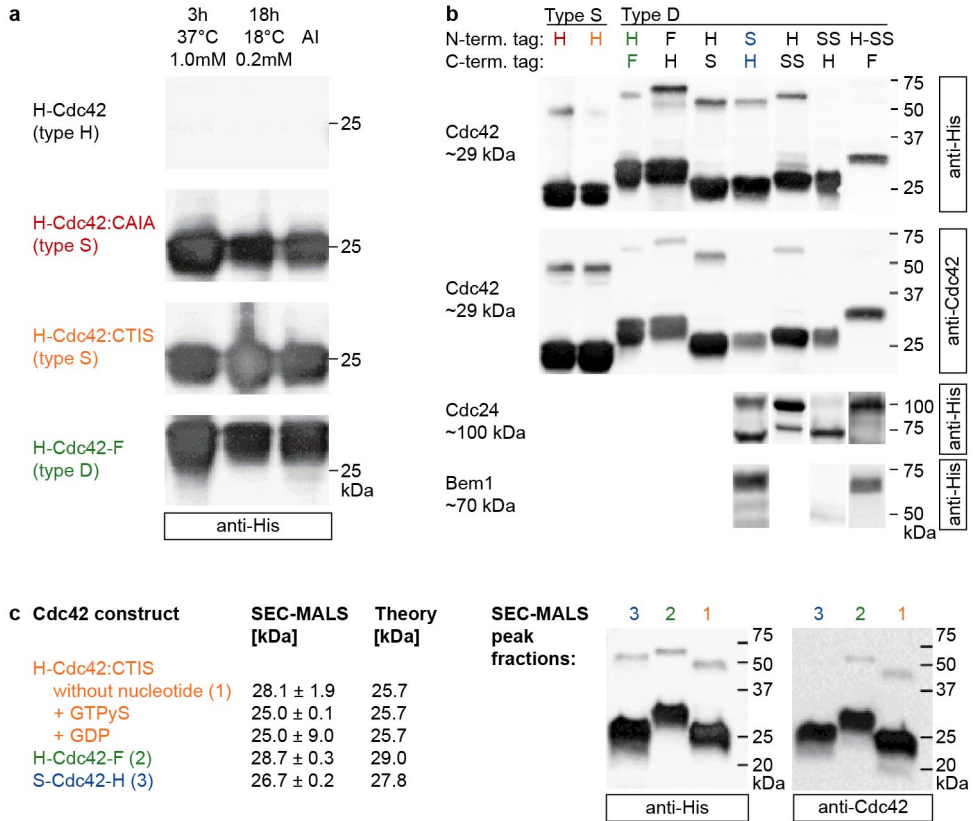 a
3h 18h
37°C 18°C AI
1.0mM 0.2mM
H-Cdc42
(type H)
25
H-Cdc42:CAIA
(type S)
25
H-Cdc42:CTIS
(type S)
25
H-Cdc42-F
(type D)
25
kDa
anti-His
b
Type S Type D
N-term. tag: H H H F H S H SS H-SS
C-term. tag: F H S H SS H F
Cdc42
~29 kDa
75
50
37
25
anti-His
Cdc42
~29 kDa
75
50
37
25
anti-Cdc42
Cdc24
~100 kDa
100
75
anti-His
Bem1
~70 kDa
75
50
kDa
anti-His
c Cdc42 construct SEC-MALS Theory
[kDa] [kDa]
H-Cdc42:CTIS
without nucleotide (1) 28.1 ± 1.9 25.7
+ GTPyS 25.0 ± 0.1 25.7
+ GDP 25.0 ± 9.0 25.7
H-Cdc42-F (2) 28.7 ± 0.3 29.0
S-Cdc42-H (3) 26.7 ± 0.2 27.8
SEC-MALS
peak
fractions:
3 2 1
75
50
37
25
20
kDa
anti-His
3 2 1
75
50
37
25
20
kDa
anti-Cdc42